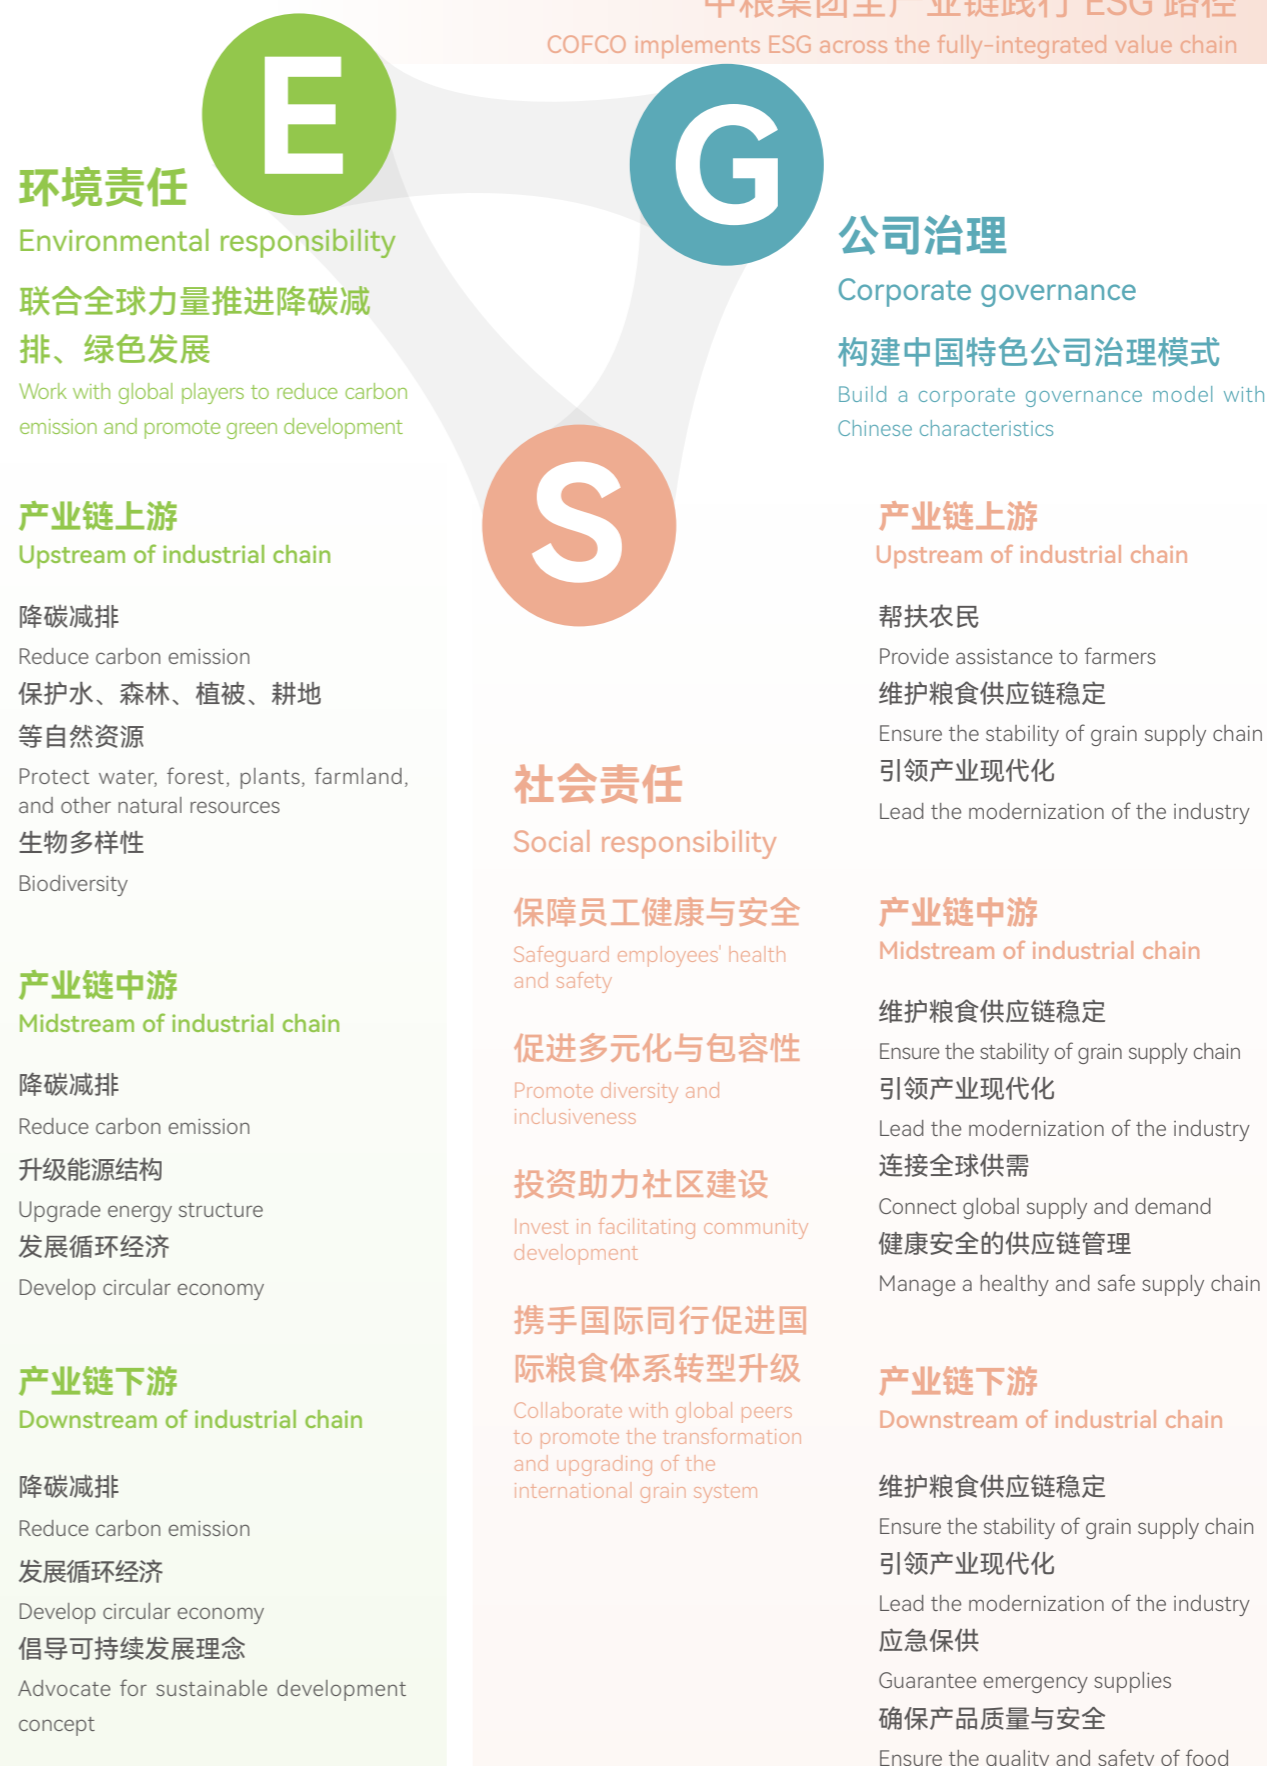 中粮集团全产业链践行 ESG 路径
COFCO implements ESG across the fully-integrated value chain
E
环境责任
Environmental responsibility
联合全球力量推进降碳减
排、绿色发展
Work with global players to reduce carbon
emission and promote green development
产业链上游
Upstream of industrial chain
降碳减排
Reduce carbon emission
保护水、森林、植被、耕地
等自然资源
Protect water, forest, plants, farmland,
and other natural resources
生物多样性
Biodiversity
产业链中游
Midstream of industrial chain
降碳减排
Reduce carbon emission
升级能源结构
Upgrade energy structure
发展循环经济
Develop circular economy
产业链下游
Downstream of industrial chain
降碳减排
Reduce carbon emission
发展循环经济
Develop circular economy
倡导可持续发展理念
Advocate for sustainable development
concept
G
公司治理
Corporate governance
构建中国特色公司治理模式
Build a corporate governance model with
Chinese characteristics
S
社会责任
Social responsibility
保障员工健康与安全
Safeguard employees' health
and safety
促进多元化与包容性
Promote diversity and
inclusiveness
投资助力社区建设
Invest in facilitating community
development
携手国际同行促进国
际粮食体系转型升级
Collaborate with global peers
to promote the transformation
and upgrading of the
international grain system
产业链上游
Upstream of industrial chain
帮扶农民
Provide assistance to farmers
维护粮食供应链稳定
Ensure the stability of grain supply chain
引领产业现代化
Lead the modernization of the industry
产业链中游
Midstream of industrial chain
维护粮食供应链稳定
Ensure the stability of grain supply chain
引领产业现代化
Lead the modernization of the industry
连接全球供需
Connect global supply and demand
健康安全的供应链管理
Manage a healthy and safe supply chain
产业链下游
Downstream of industrial chain
维护粮食供应链稳定
Ensure the stability of grain supply chain
引领产业现代化
Lead the modernization of the industry
应急保供
Guarantee emergency supplies
确保产品质量与安全
Ensure the quality and safety of food